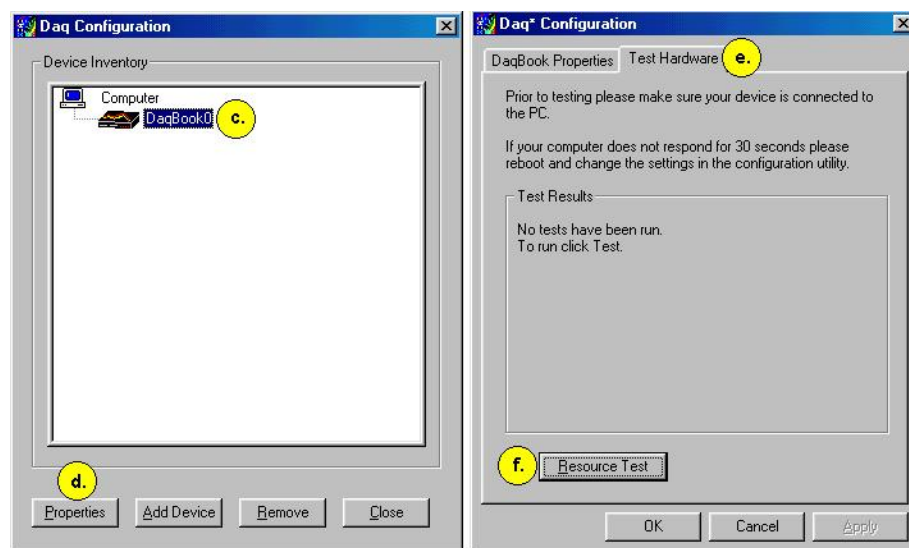 Daq Configuration
Device Inventory
Computer
DaqBook0
c.
d.
Properties
Add Device
Remove
Close
Daq* Configuration
DaqBook Properties
Test Hardware
e.
Prior to testing please make sure your device is connected to
the PC.
If your computer does not respond for 30 seconds please
reboot and change the settings in the configuration utility.
Test Results
No tests have been run.
To run click Test.
f.
Resource Test
OK
Cancel
Apply